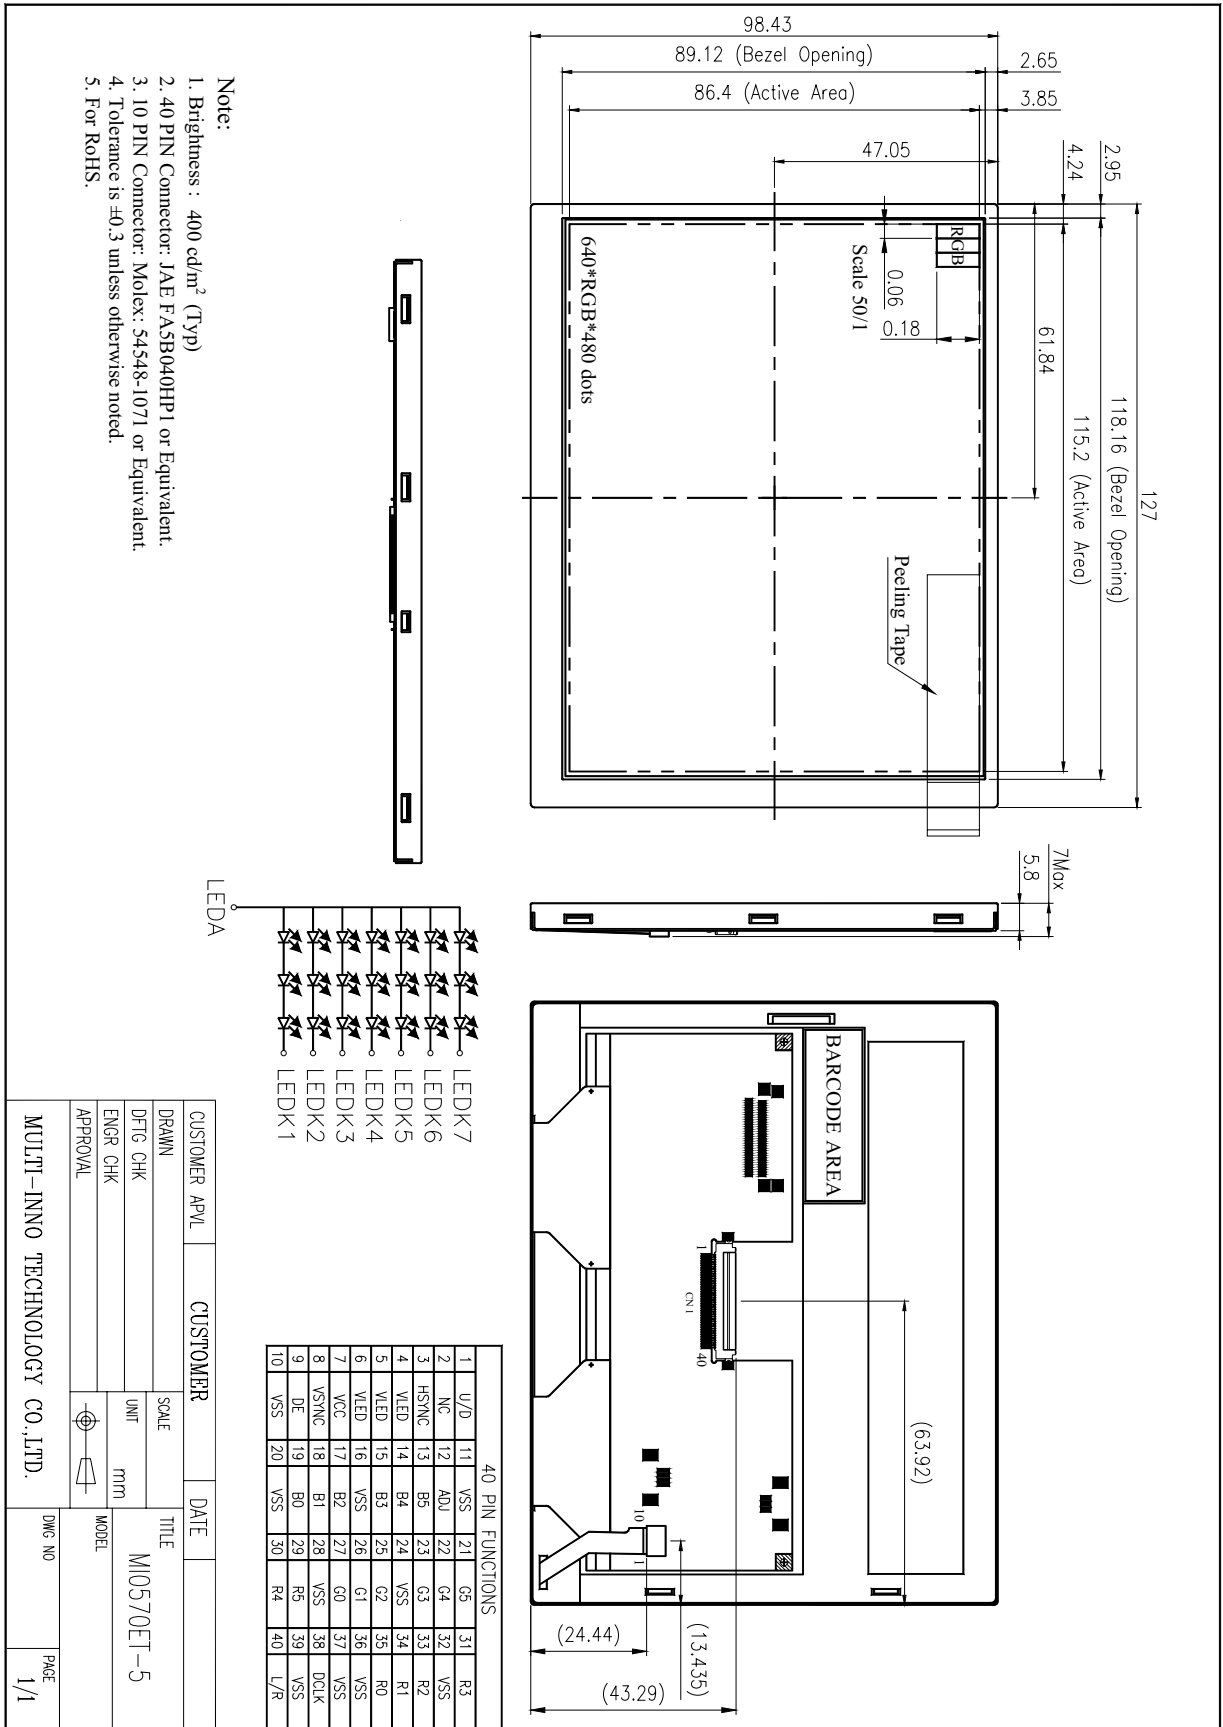 98.43
89.12 (Bezel Opening)
86.4 (Active Area)
2.65
3.85
47.05
2.95
4.24
127
118.16 (Bezel Opening)
115.2 (Active Area)
61.84
RGB
0.06
0.18
Scale 50/1
640*RGB*480 dots
Peeling Tape
7Max
5.8
BARCODE AREA
1
CN1
40
10
1
(63.92)
(13.435)
(24.44)
(43.29)
LEDA
LEDK7
LEDK6
LEDK5
LEDK4
LEDK3
LEDK2
LEDK1
Note:
1. Brightness : 400 cd/m² (Typ)
2. 40 PIN Connector: JAE FA5B040HP1 or Equivalent.
3. 10 PIN Connector: Molex: 54548-1071 or Equivalent.
4. Tolerance is ±0.3 unless otherwise noted.
5. For RoHS.
40 PIN FUNCTIONS
1 U/D 11 VSS 21 G5 31 R3
2 NC 12 ADJ 22 G4 32 VSS
3 HSYNC 13 B5 23 G3 33 R2
4 VLED 14 B4 24 VSS 34 R1
5 VLED 15 B3 25 G2 35 R0
6 VLED 16 VSS 26 G1 36 VSS
7 VCC 17 B2 27 G0 37 VSS
8 VSYNC 18 B1 28 VSS 38 DCLK
9 DE 19 B0 29 R5 39 VSS
10 VSS 20 VSS 30 R4 40 L/R
CUSTOMER APVL
CUSTOMER
DATE
DRAWN
DFTG CHK
ENGR CHK
APPROVAL
SCALE
UNIT mm
TITLE
MI0570ET-5
MODEL
MULTI-INNO TECHNOLOGY CO.,LTD.
DWG NO
PAGE
1/1